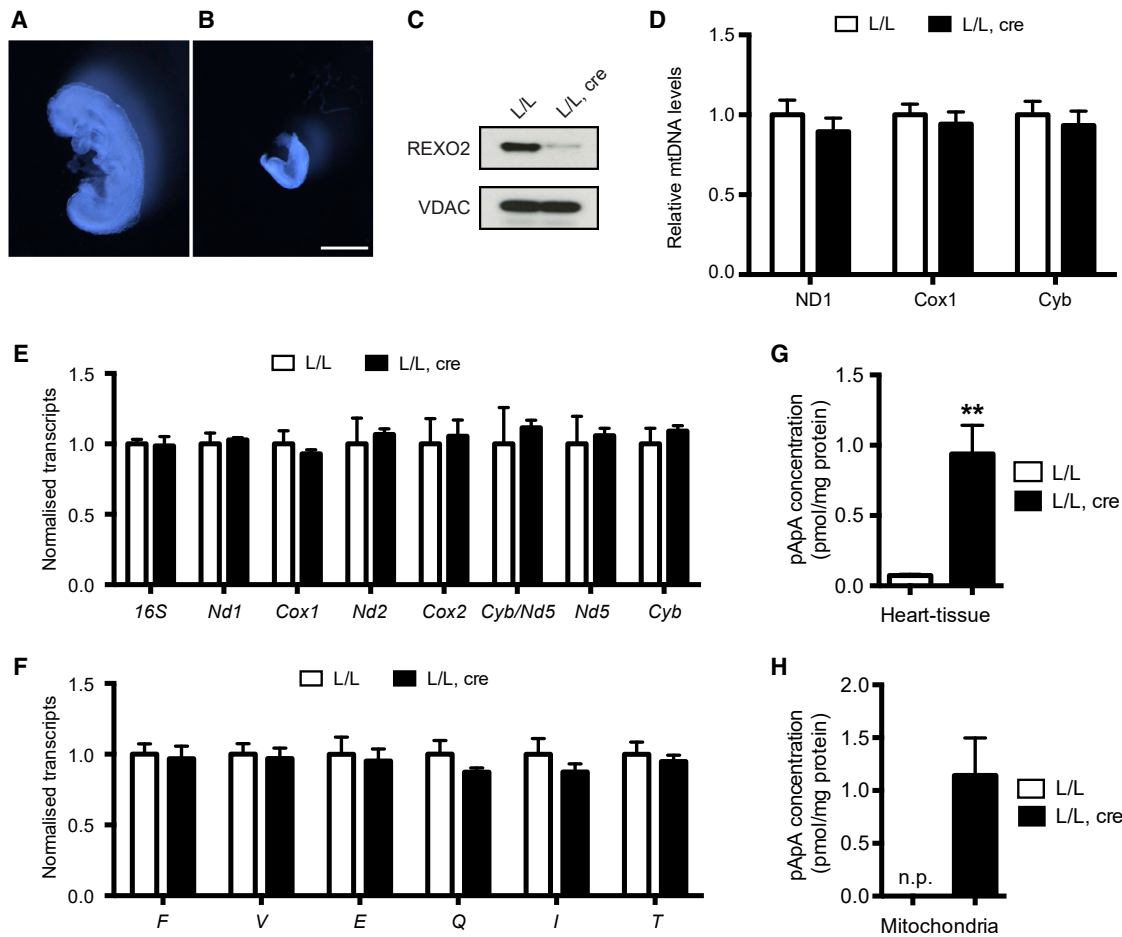 A
B
C
L/L
L/L, cre
REXO2
VDAC
D
L/L
L/L, cre
Relative mtDNA levels
1.5
1.0
0.5
0.0
ND1
Cox1
Cyb
E
L/L
L/L, cre
Normalised transcripts
1.5
1.0
0.5
0.0
16S
Nd1
Cox1
Nd2
Cox2
Cyb/Nd5
Nd5
Cyb
G
pApA concentration
(pmol/mg protein)
1.5
1.0
0.5
0.0
**
L/L
L/L, cre
Heart-tissue
F
L/L
L/L, cre
Normalised transcripts
1.5
1.0
0.5
0.0
F
V
E
Q
I
T
H
pApA concentration
(pmol/mg protein)
2.0
1.5
1.0
0.5
0.0
n.p.
L/L
L/L, cre
Mitochondria